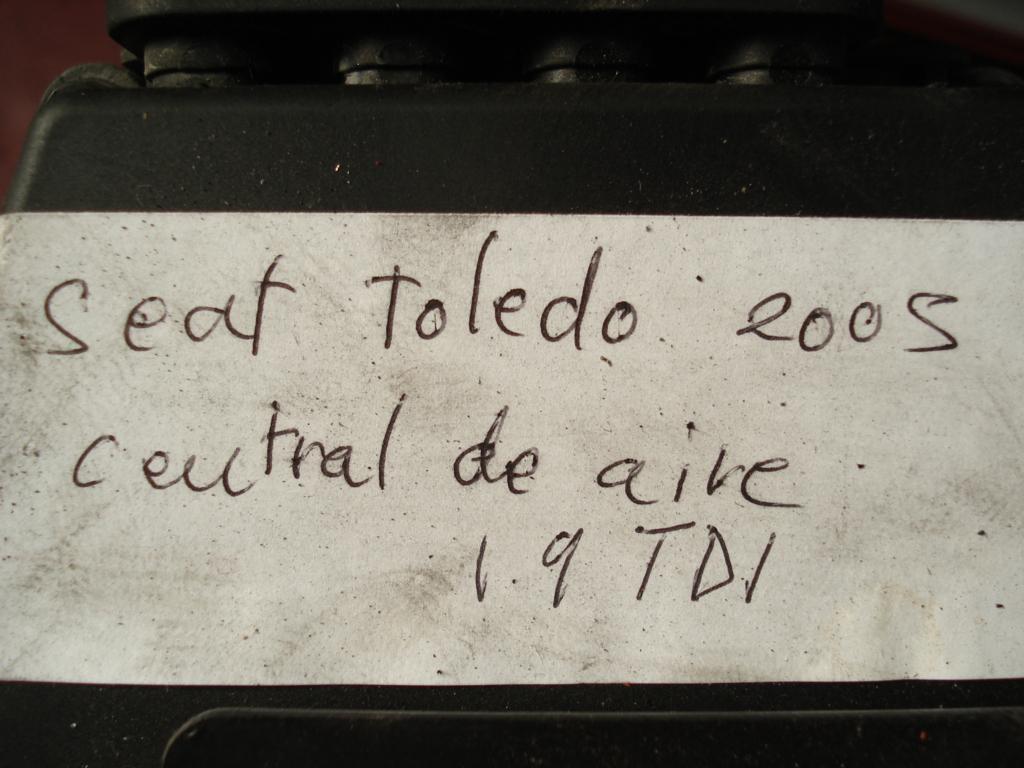 Seat Toledo 2005
Central de aire
1.9 TDI